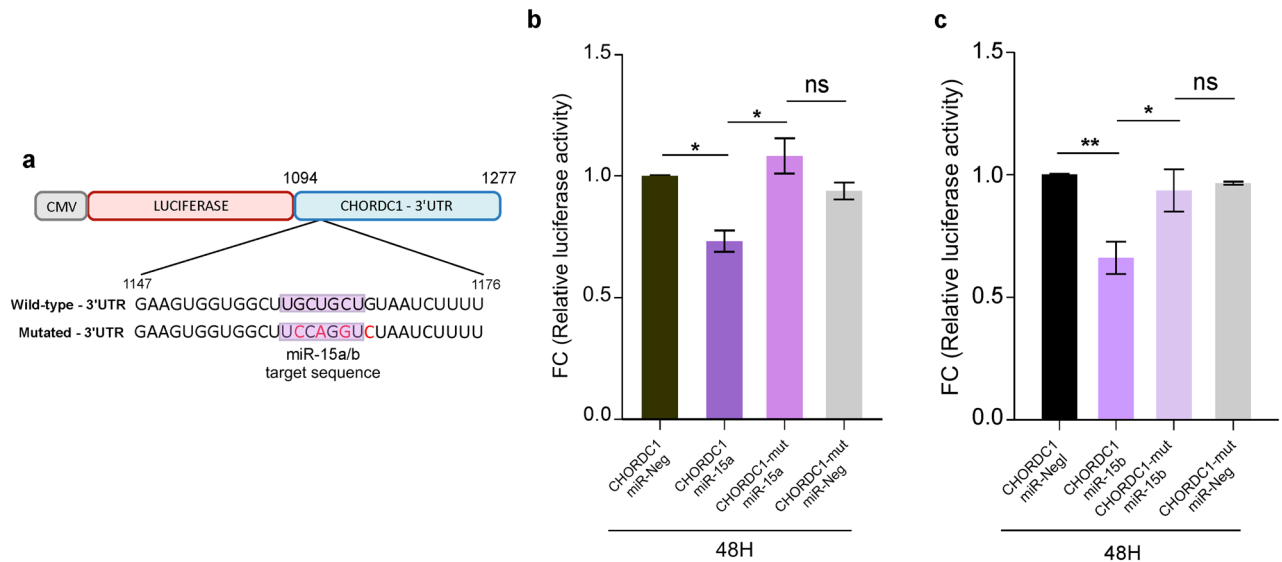 a
1094
1277
CMV
LUCIFERASE
CHORDC1 - 3'UTR
1147
1176
Wild-type - 3'UTR GAAGUGGUGGCUUGCUGCUGUAAUCUUUU
Mutated - 3'UTR GAAGUGGUGGCUUCCAGGUCUAAUCUUUU
miR-15a/b
target sequence
b
FC (Relative luciferase activity)
1.5
1.0
0.5
0.0
*
*
ns
CHORDC1
miR-Neg
CHORDC1
miR-15a
CHORDC1-mut
miR-15a
CHORDC1-mut
miR-Neg
48H
c
FC (Relative luciferase activity)
1.5
1.0
0.5
0.0
**
*
ns
CHORDC1
miR-Negl
CHORDC1
miR-15b
CHORDC1-mut
miR-15b
CHORDC1-mut
miR-Neg
48H